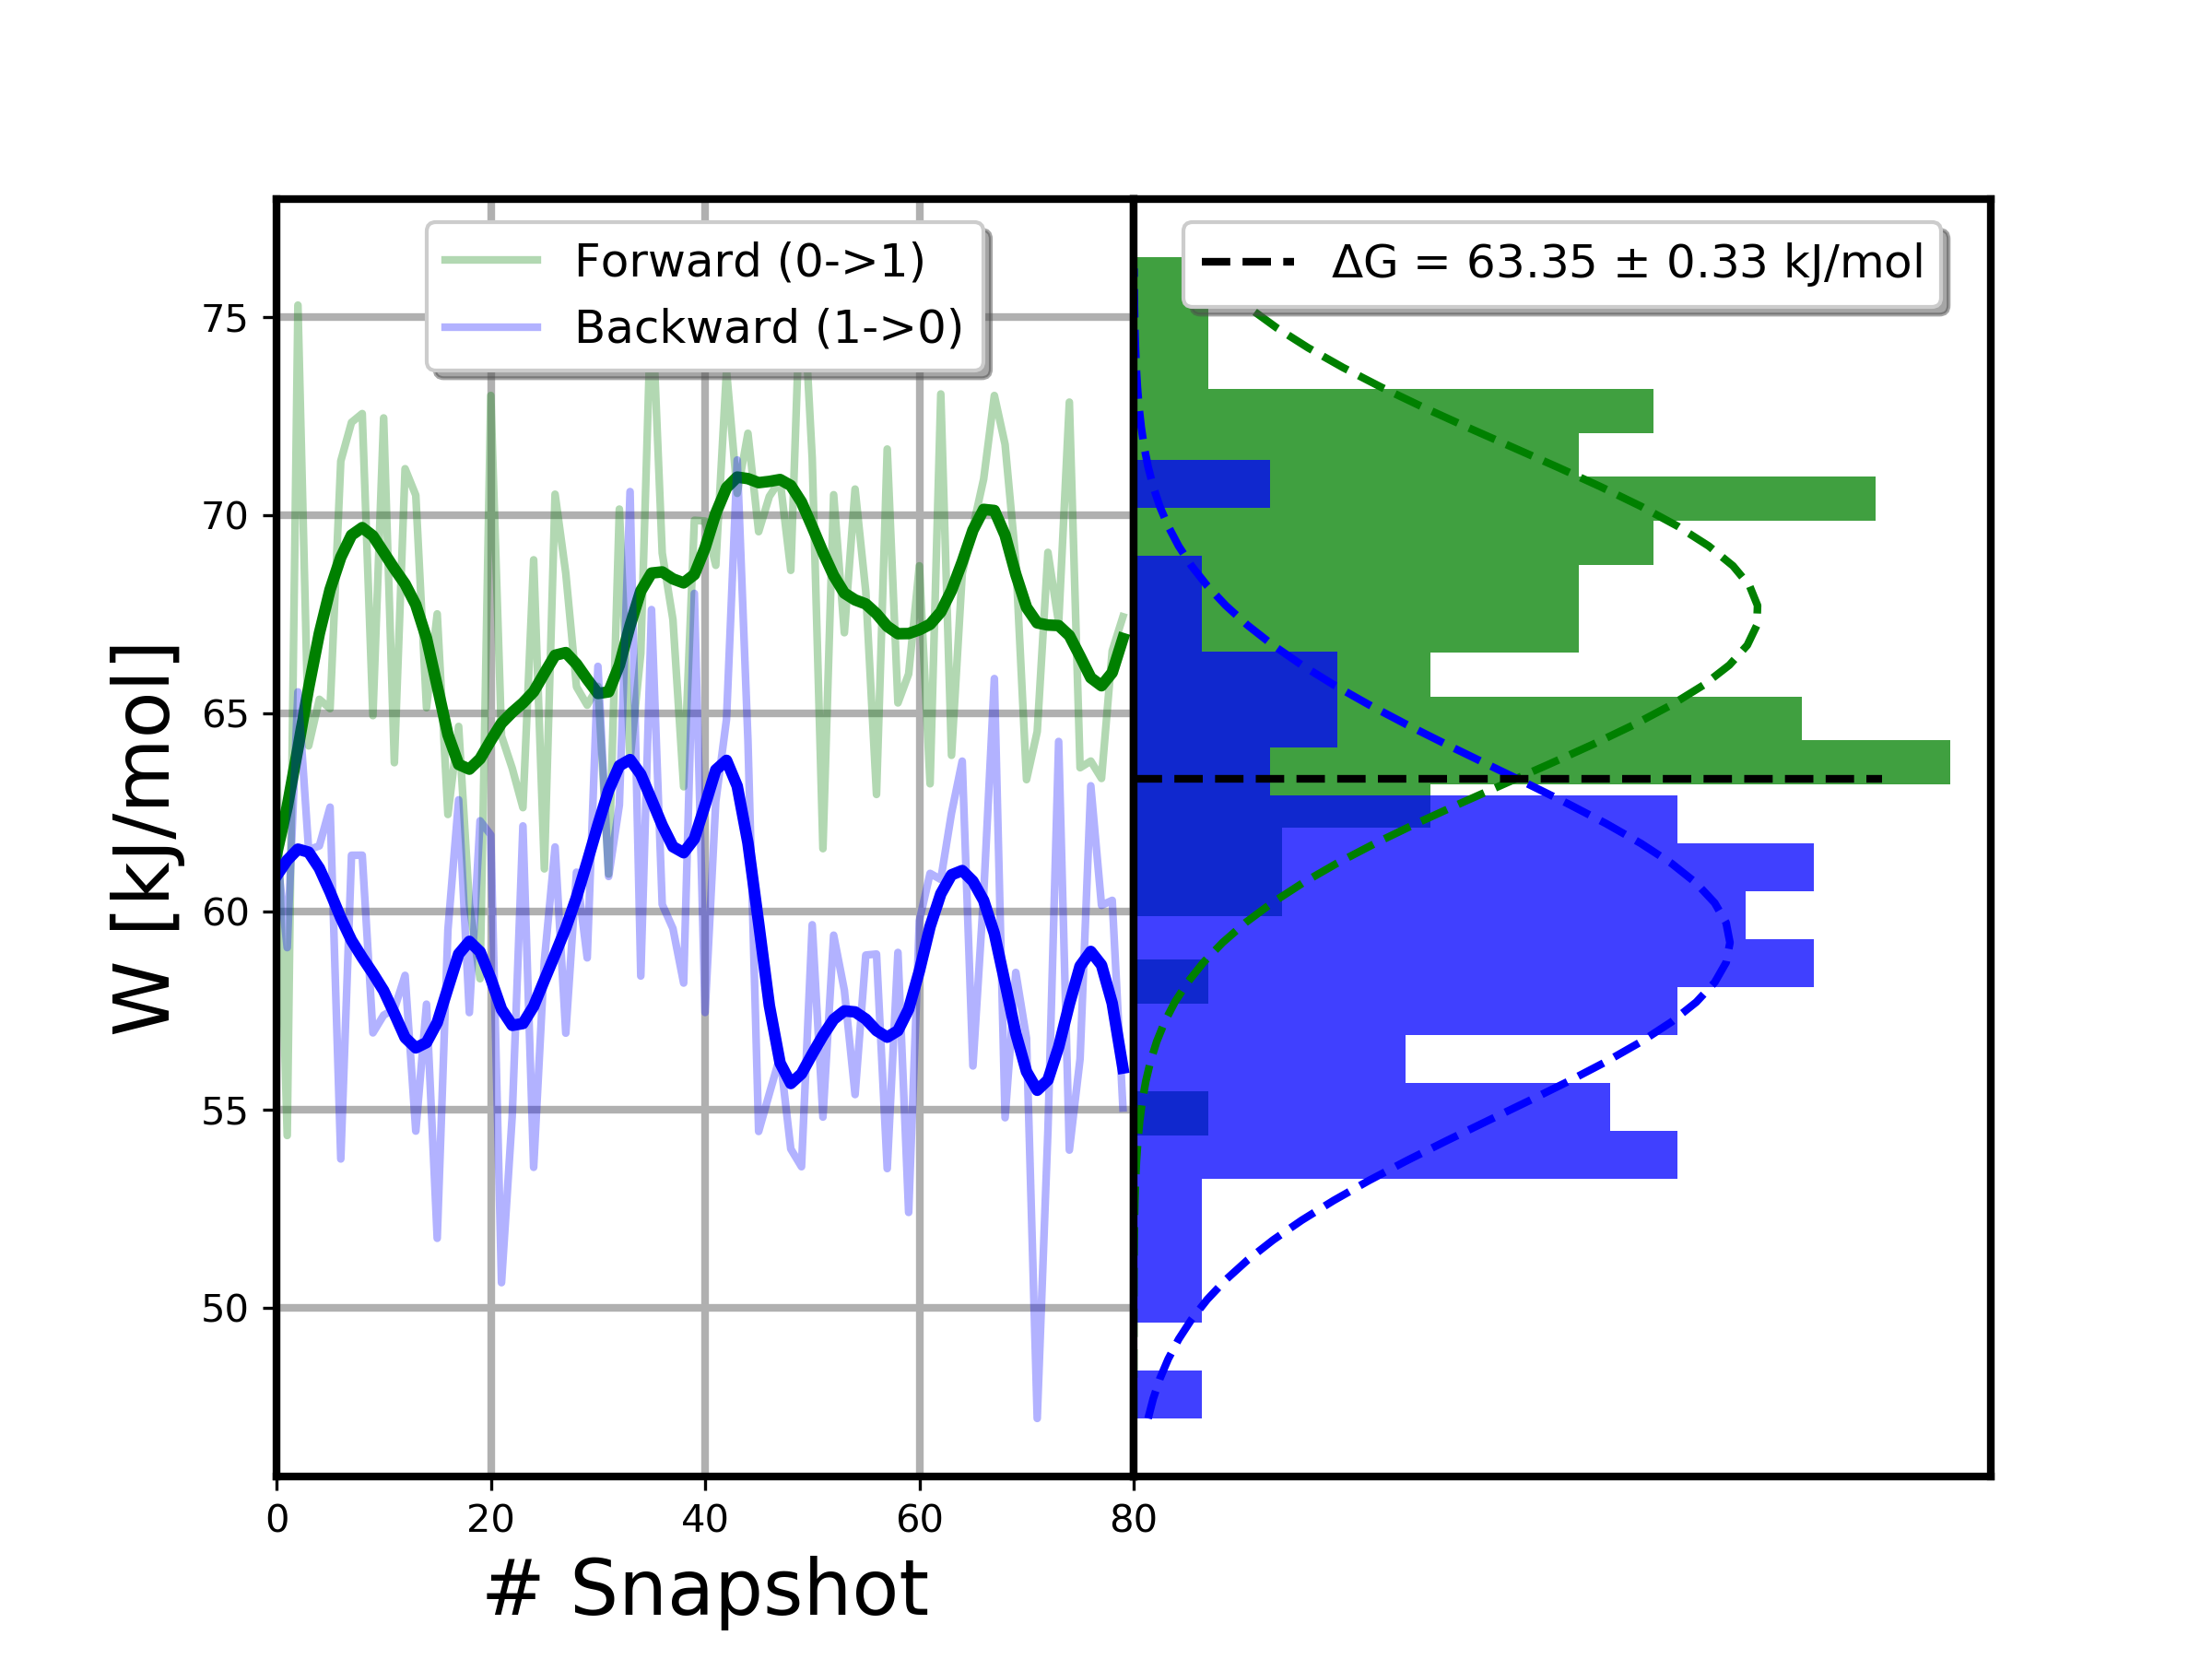 Forward (0->1)
Backward (1->0)
ΔG = 63.35 ± 0.33 kJ/mol
W [kJ/mol]
75
70
65
60
55
50
0 20 40 60 80
# Snapshot